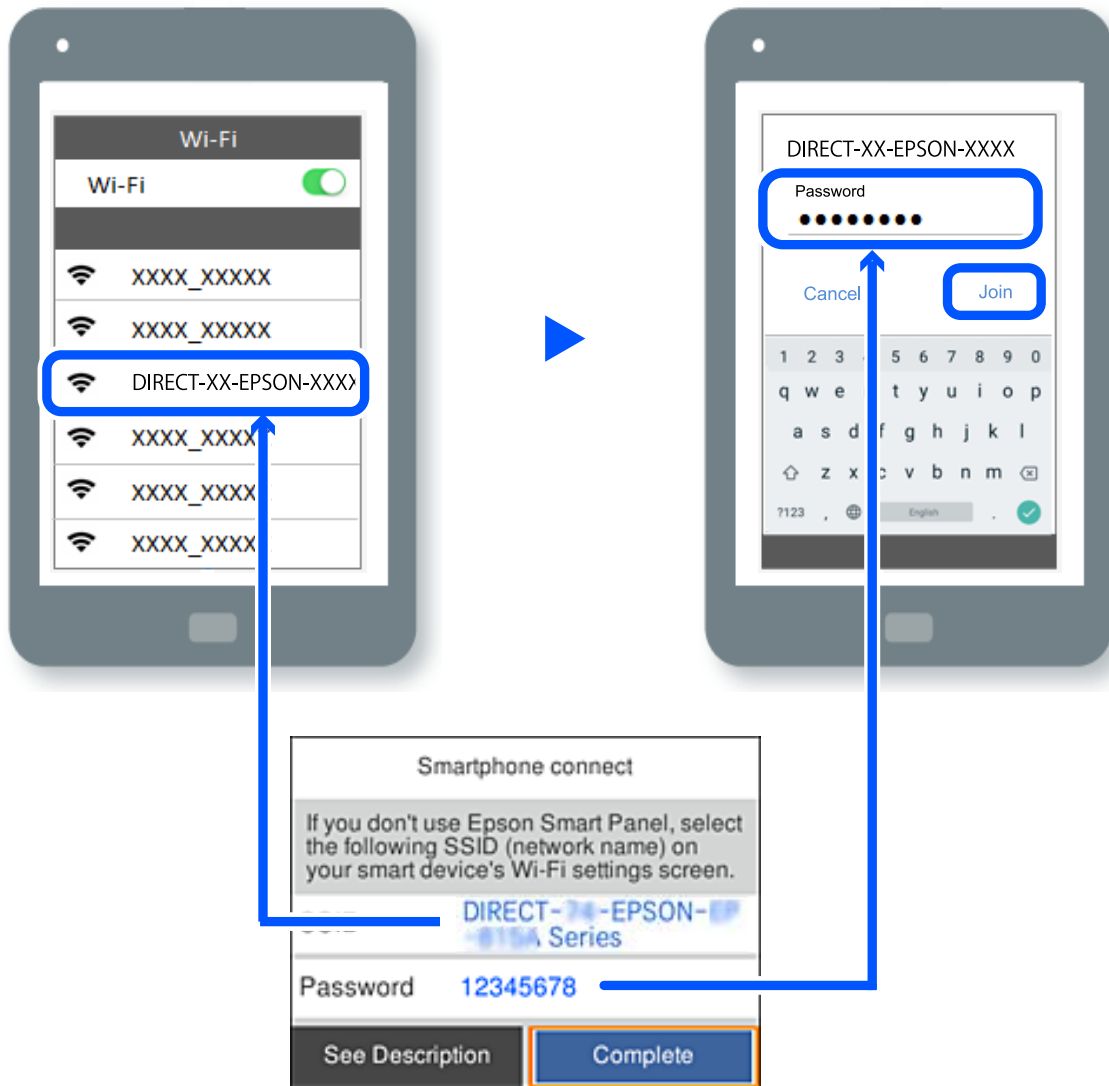 Wi-Fi
Wi-Fi
XXXX_XXXXX
XXXX_XXXXX
DIRECT-XX-EPSON-XXXX
XXXX_XXXX
XXXX_XXXX
XXXX_XXXX
DIRECT-XX-EPSON-XXXX
Password
●●●●●●●●
Cancel
Join
1 2 3 5 6 7 8 9 0
q w e t y u i o p
a s d f g h j k l
z x c v b n m
?123 , English .
Smartphone connect
If you don't use Epson Smart Panel, select
the following SSID (network name) on
your smart device's Wi-Fi settings screen.
DIRECT- -EPSON-
Series
Password 12345678
See Description
Complete